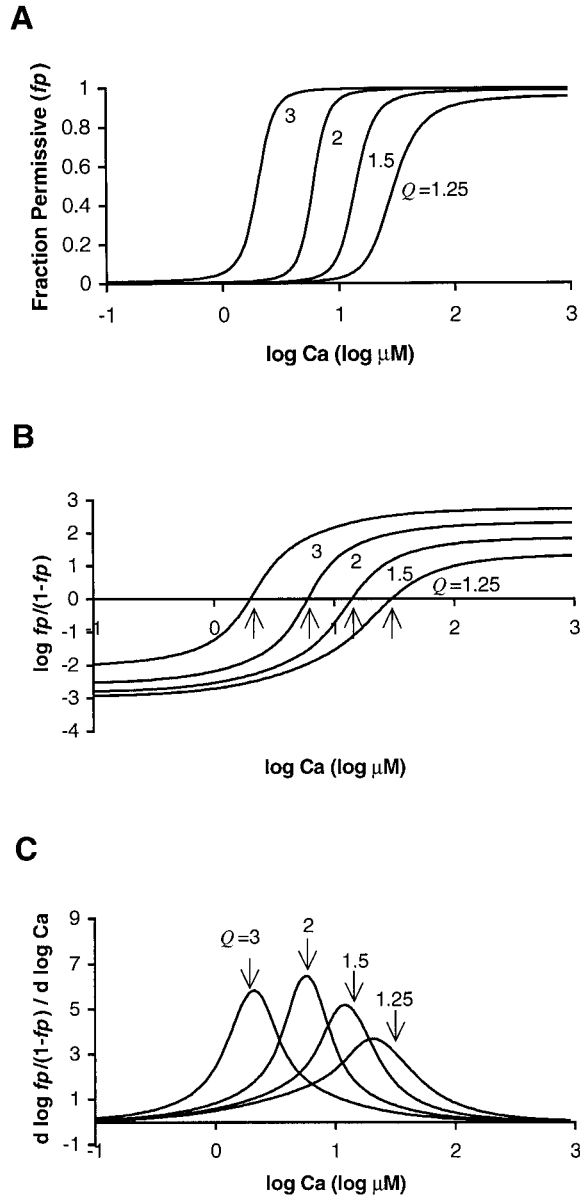 A
Fraction Permissive (fp)
1
0.8
0.6
0.4
0.2
0
3
2
1.5
Q=1.25
-1 0 1 2 3
log Ca (log μM)
B
log fp/(1-fp)
3
2
1
0
-1
-2
-3
-4
3
2
1.5
Q=1.25
-1 0 1 2 3
log Ca (log μM)
C
d log fp/(1-fp) / d log Ca
9
7
5
3
1
-1
Q=3
2
1.5
1.25
-1 0 1 2 3
log Ca (log μM)